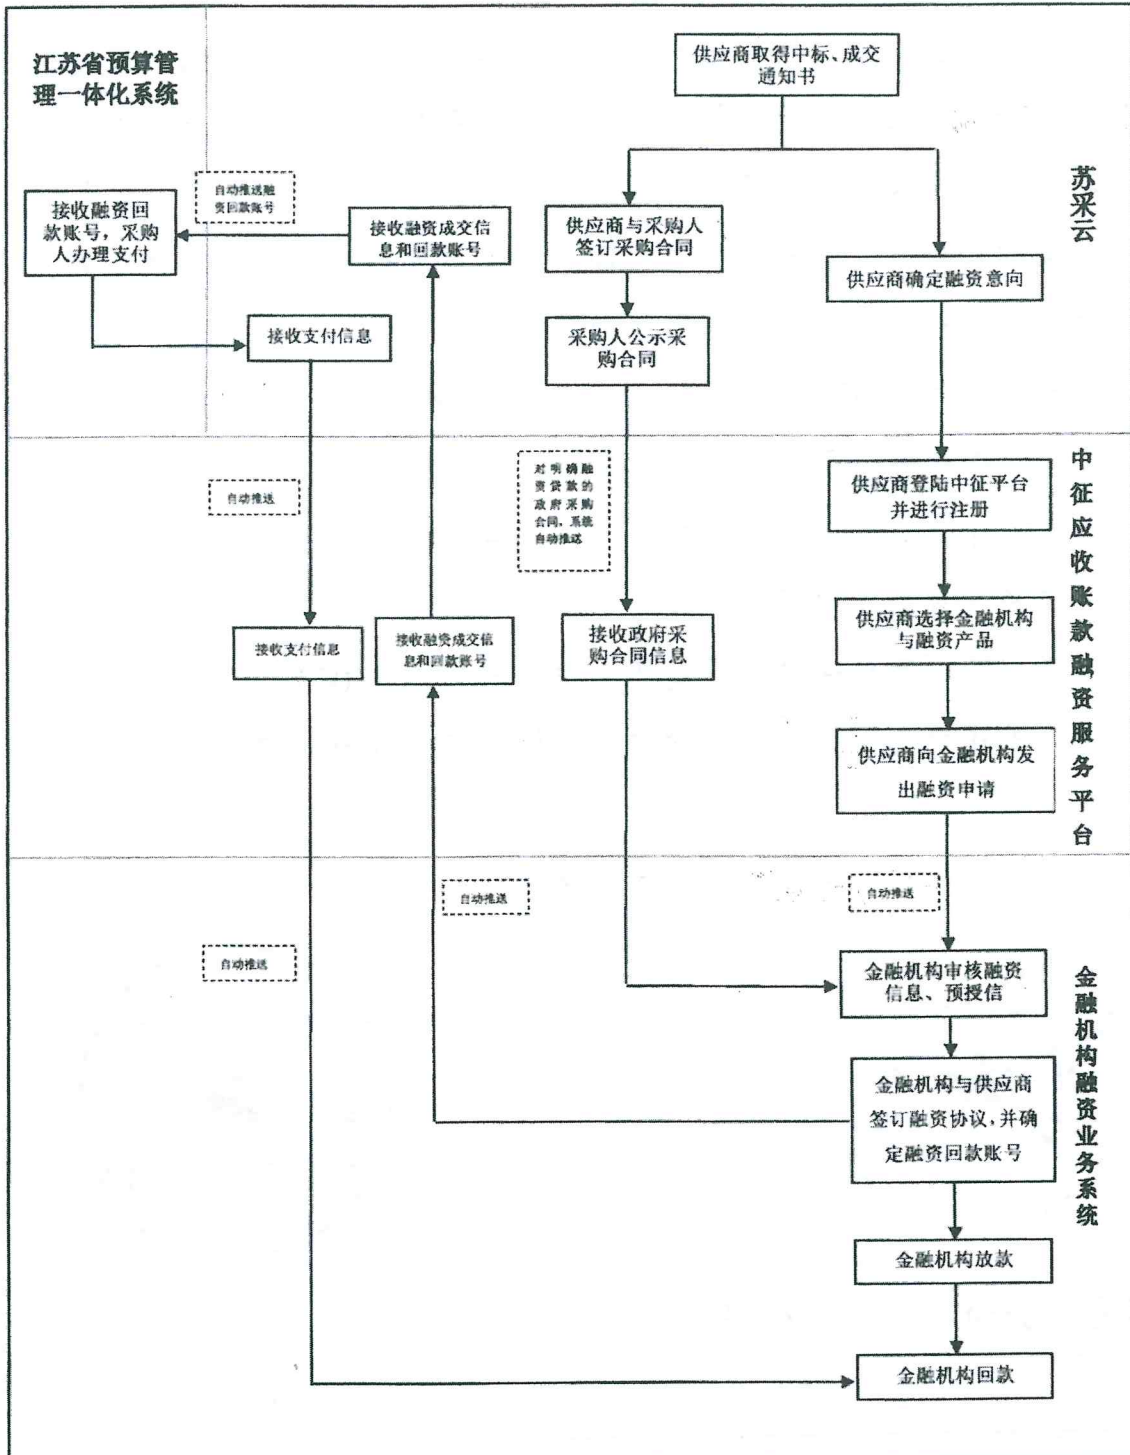 江苏省预算管
理一体化系统
供应商取得中标、成交
通知书
苏采云
自动推送融
资回款账号
接收融资回
款账号，采购
人办理支付
接收融资成交信
息和回款账号
供应商与采购人
签订采购合同
供应商确定融资意向
接收支付信息
采购人公示采
购合同
中征应收账款融资服务平台
对明确融
资贷款的
政府采购
合同，系统
自动推送
自动推送
供应商登陆中征平台
并进行注册
接收支付信息
接收融资成交信
息和回款账号
接收政府采
购合同信息
供应商选择金融机构
与融资产品
供应商向金融机构发
出融资申请
自动推送
自动推送
自动推送
金融机构审核融资
信息、预授信
金融机构融资业务系统
金融机构与供应商
签订融资协议，并确
定融资回款账号
金融机构放款
金融机构回款